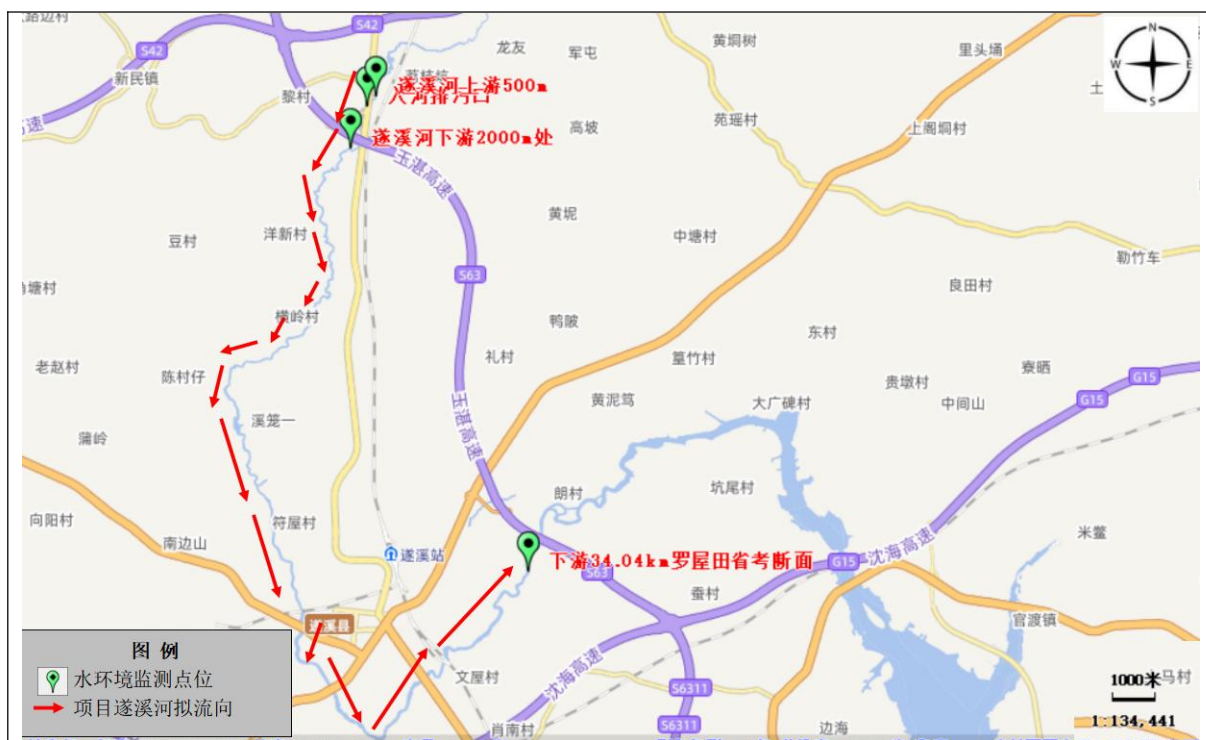 S42
S42
新民镇
黎村
龙友
军屯
黄垌树
里头埇
N
W
E
S
遂溪河上游500m
入河排污口
遂溪河下游2000m处
高坡
苑瑶村
上阁垌村
玉湛高速
黄坭
中塘村
豆村
洋新村
S63
勒竹车
良田村
横岭村
鸭陂
东村
老赵村
陈村仔
礼村
篁竹村
贵墩村
寮晒
G15
G15
溪笼一
玉湛高速
黄泥笃
大广碑村
中间山
蒲岭
朗村
坑尾村
向阳村
符屋村
南边山
遂溪站
下游34.04km罗屋田省考断面
S63
G15
沈海高速
米鳖
蚕村
官渡镇
遂溪县
文屋村
沈海高速
S6311
S6311
肖南村
边海
马村
图 例
水环境监测点位
项目遂溪河拟流向
1000米
1:134,441